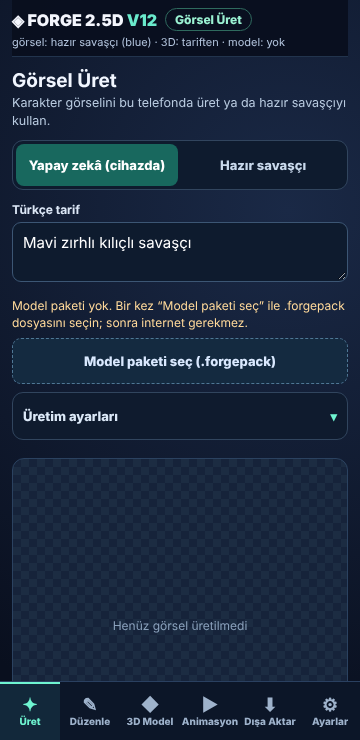 ◈ FORGE 2.5D V12 Görsel Üret
görsel: hazır savaşçı (blue) · 3D: tariften · model: yok
Görsel Üret
Karakter görselini bu telefonda üret ya da hazır savaşçıyı
kullan.
Yapay zekâ (cihazda) Hazır savaşçı
Türkçe tarif
Mavi zırhlı kılıçlı savaşçı
Model paketi yok. Bir kez “Model paketi seç” ile .forgepack
dosyasını seçin; sonra internet gerekmez.
Model paketi seç (.forgepack)
Üretim ayarları ▾
Henüz görsel üretilmedi
Üret Düzenle 3D Model Animasyon Dışa Aktar Ayarlar